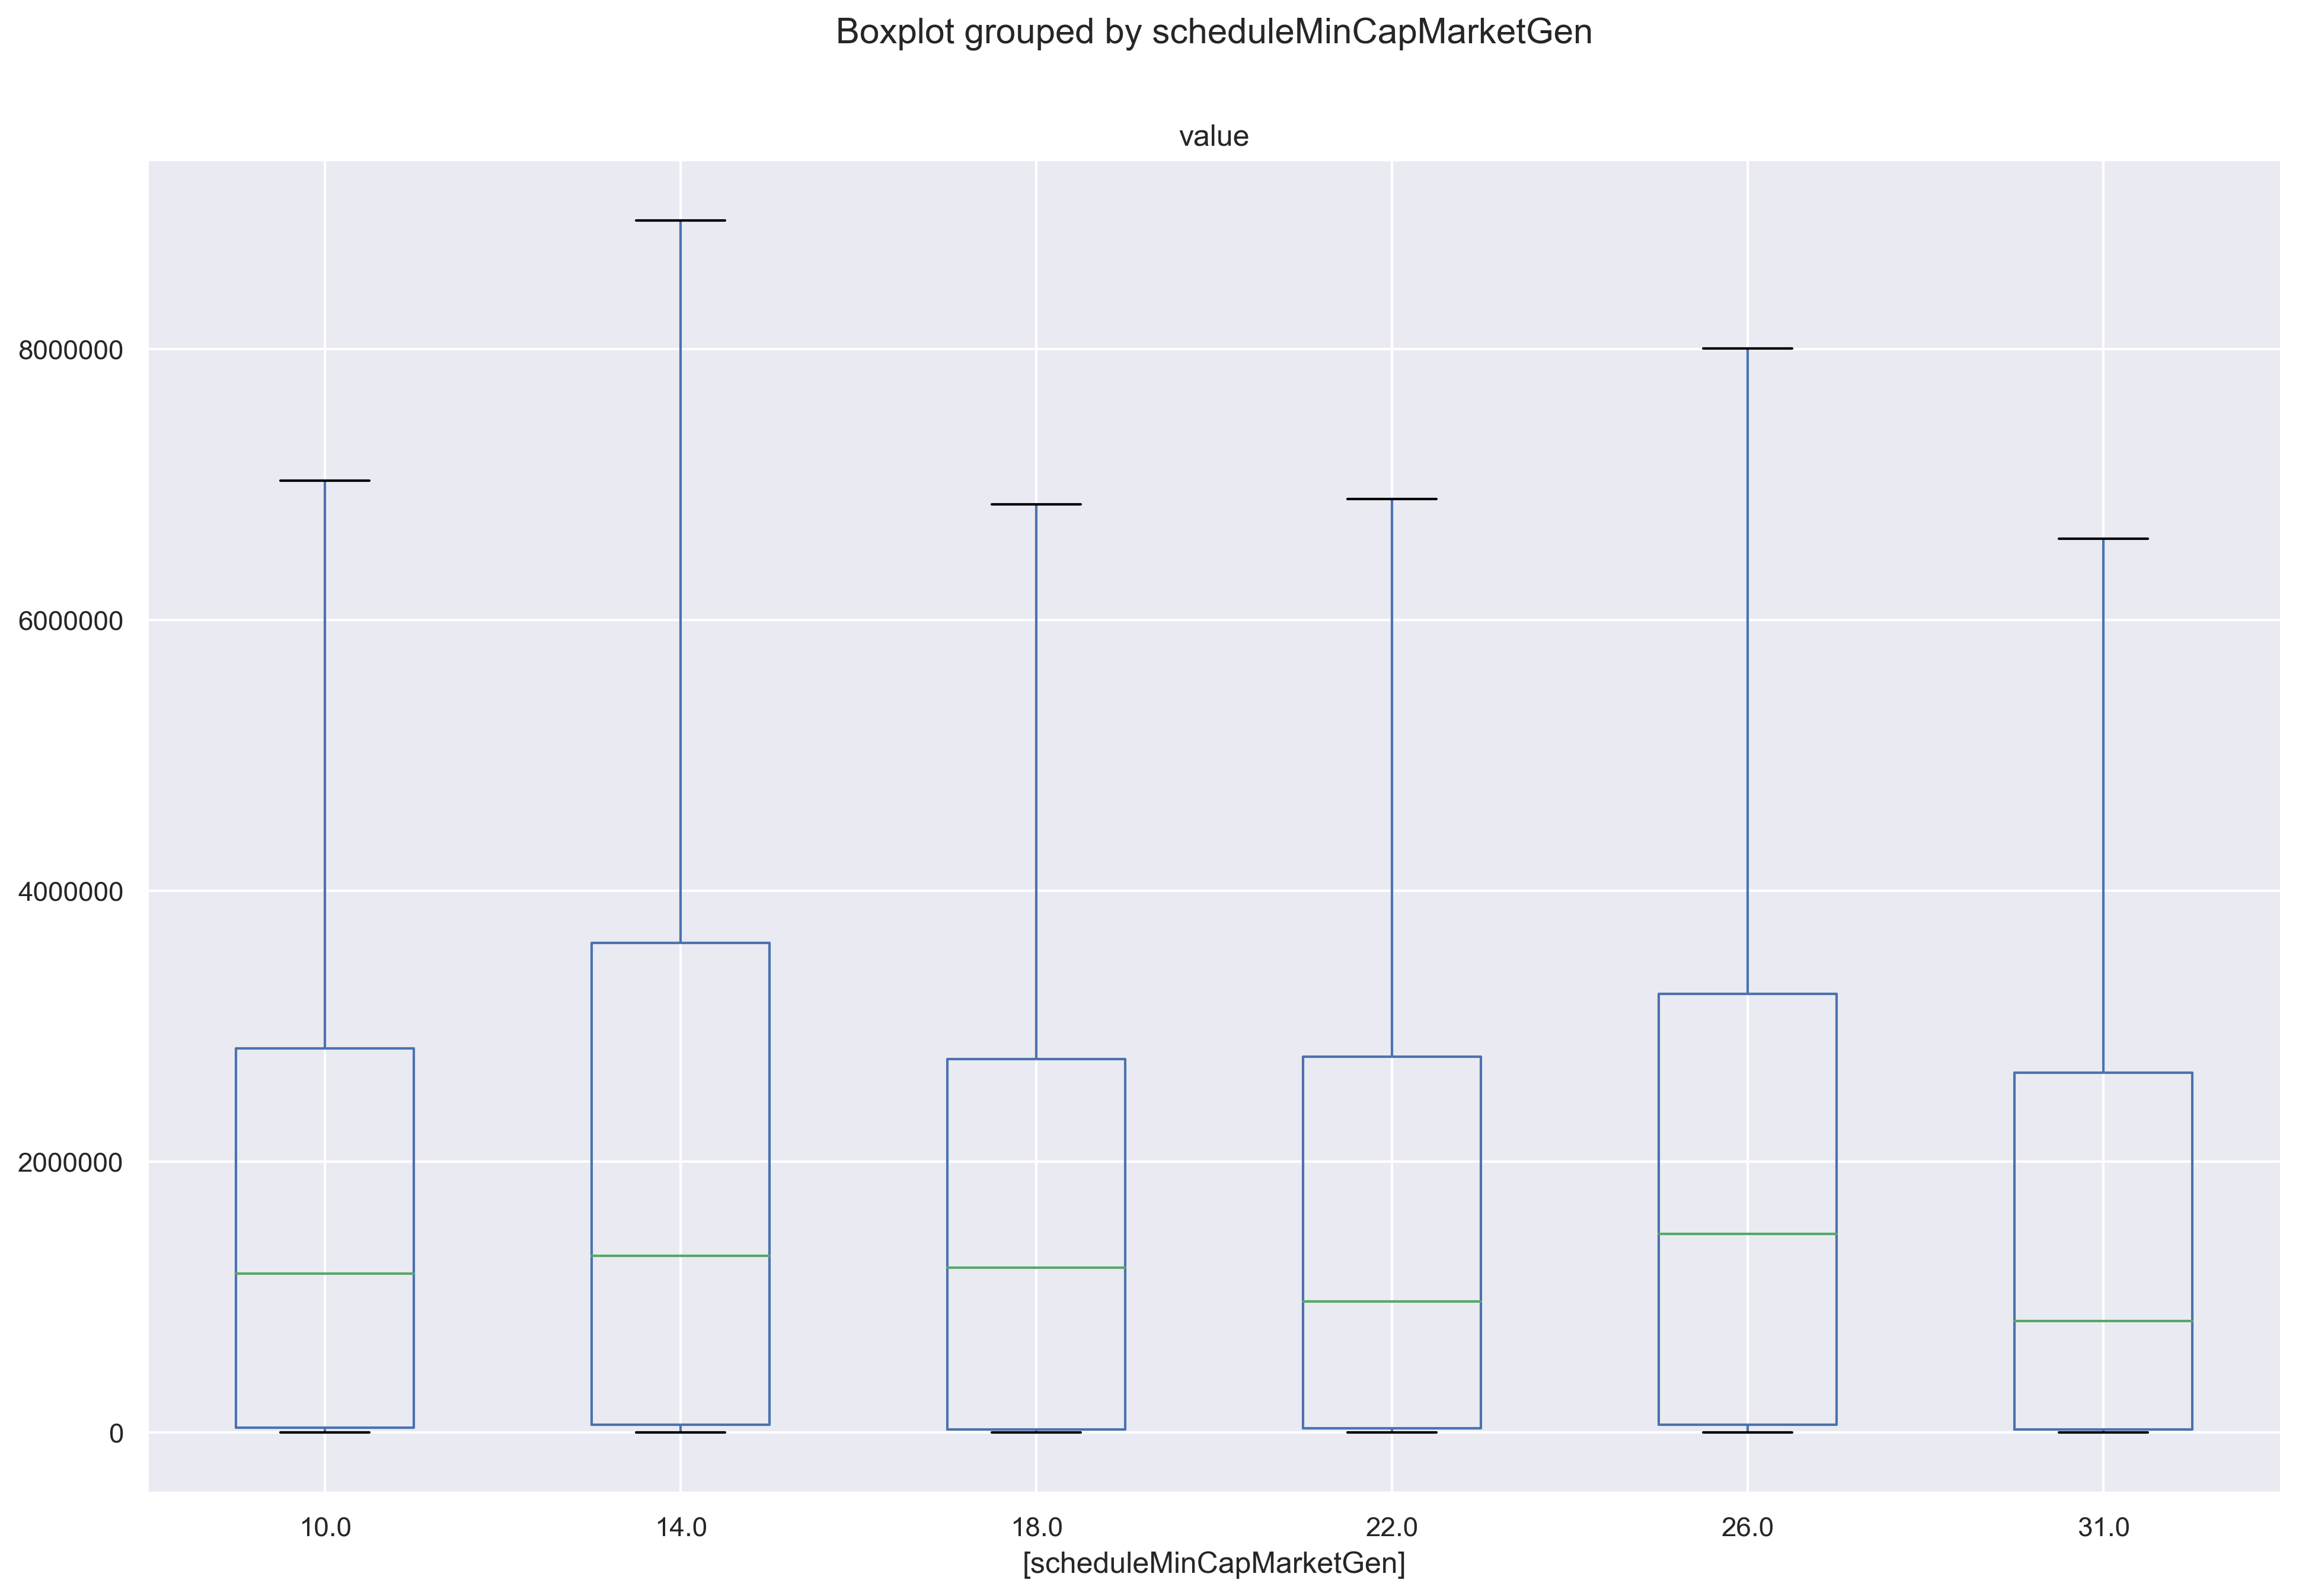 Boxplot grouped by scheduleMinCapMarketGen
value
8000000
6000000
4000000
2000000
0
10.0 14.0 18.0 22.0 26.0 31.0
[scheduleMinCapMarketGen]